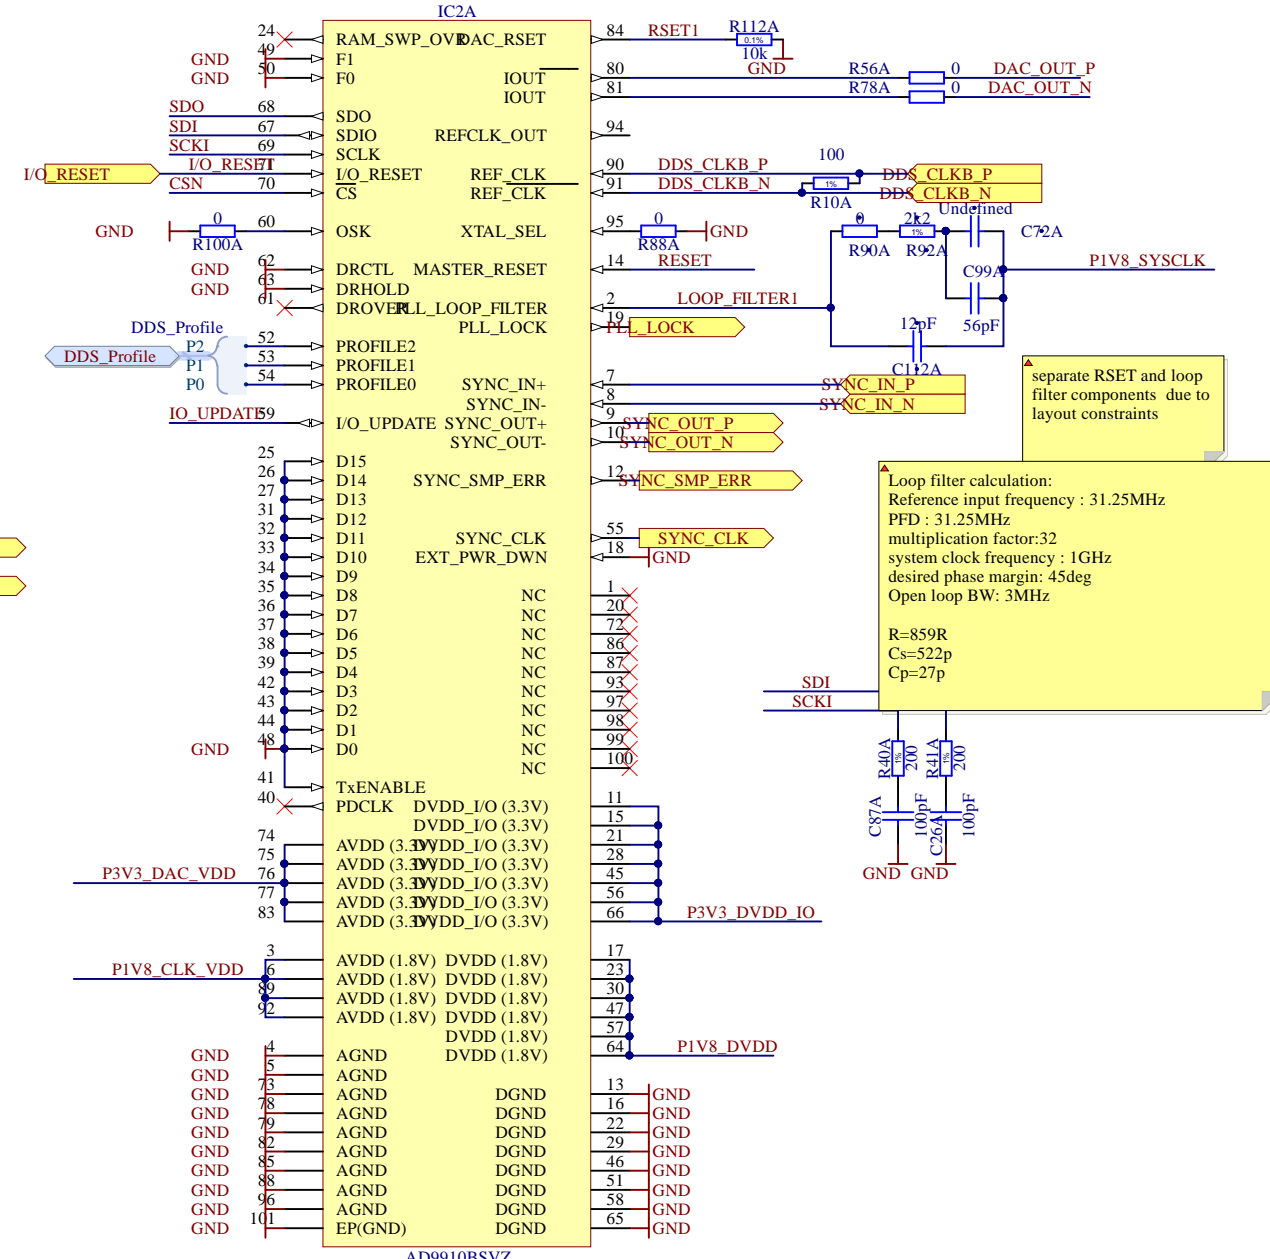 IC2A
24 RAM_SWP_OVR DAC_RSET 84 RSET1 R112A 0.1% 10k GND
GND 49 F1
GND 50 F0 IOUT 80 R56A 0 DAC_OUT_P
IOUT 81 R78A 0 DAC_OUT_N
SDO 68 SDO
SDI 67 SDIO REFCLK_OUT 94
SCKI 69 SCLK
100
I/O_RESET I/O_RESET 71 I/O_RESET REF_CLK 90 DDS_CLKB_P DDS_CLKB_P
CSN 70 CS REF_CLK 91 DDS_CLKB_N 1% R10A DDS_CLKB_N
Undefined
GND 0 R100A 60 OSK XTAL_SEL 95 0 R88A GND 0 R90A 2k2 1% R92A C72A
GND 62 DRCTL MASTER_RESET 14 RESET C99A P1V8_SYSCLK
GND 63 DRHOLD
61 DROVER PLL_LOOP_FILTER 2 LOOP_FILTER1
PLL_LOCK 19 PLL_LOCK 12pF 56pF
C112A
DDS_Profile
DDS_Profile
P2 52 PROFILE2
P1 53 PROFILE1
P0 54 PROFILE0 SYNC_IN+ 7 SYNC_IN_P
SYNC_IN- 8 SYNC_IN_N
IO_UPDATE 59 I/O_UPDATE SYNC_OUT+ 9 SYNC_OUT_P
SYNC_OUT- 10 SYNC_OUT_N
separate RSET and loop
filter components due to
layout constraints
25 D15
26 D14 SYNC_SMP_ERR 12 SYNC_SMP_ERR
27 D13
31 D12
32 D11 SYNC_CLK 55 SYNC_CLK
33 D10 EXT_PWR_DWN 18 GND
34 D9
35 D8 NC 1
36 D7 NC 20
37 D6 NC 72
38 D5 NC 86
39 D4 NC 87
42 D3 NC 93
43 D2 NC 97
44 D1 NC 98
GND 48 D0 NC 99
NC 100
Loop filter calculation:
Reference input frequency : 31.25MHz
PFD : 31.25MHz
multiplication factor:32
system clock frequency : 1GHz
desired phase margin: 45deg
Open loop BW: 3MHz
R=859R
Cs=522p
Cp=27p
SDI
SCKI
R40A 1% 200 R41A 1% 200
C87A 100pF C26A 100pF
GND GND
41 TxENABLE
40 PDCLK DVDD_I/O (3.3V) 11
DVDD_I/O (3.3V) 15
74 AVDD (3.3V) DVDD_I/O (3.3V) 21
75 AVDD (3.3V) DVDD_I/O (3.3V) 28
P3V3_DAC_VDD 76 AVDD (3.3V) DVDD_I/O (3.3V) 45
77 AVDD (3.3V) DVDD_I/O (3.3V) 56
83 AVDD (3.3V) DVDD_I/O (3.3V) 66 P3V3_DVDD_IO
3 AVDD (1.8V) DVDD (1.8V) 17
P1V8_CLK_VDD 6 AVDD (1.8V) DVDD (1.8V) 23
89 AVDD (1.8V) DVDD (1.8V) 30
92 AVDD (1.8V) DVDD (1.8V) 47
DVDD (1.8V) 57
GND 4 AGND DVDD (1.8V) 64 P1V8_DVDD
GND 5 AGND
GND 73 AGND DGND 13 GND
GND 78 AGND DGND 16 GND
GND 79 AGND DGND 22 GND
GND 82 AGND DGND 29 GND
GND 85 AGND DGND 46 GND
GND 88 AGND DGND 51 GND
GND 96 AGND DGND 58 GND
GND 101 EP(GND) DGND 65 GND
AD9910BSVZ